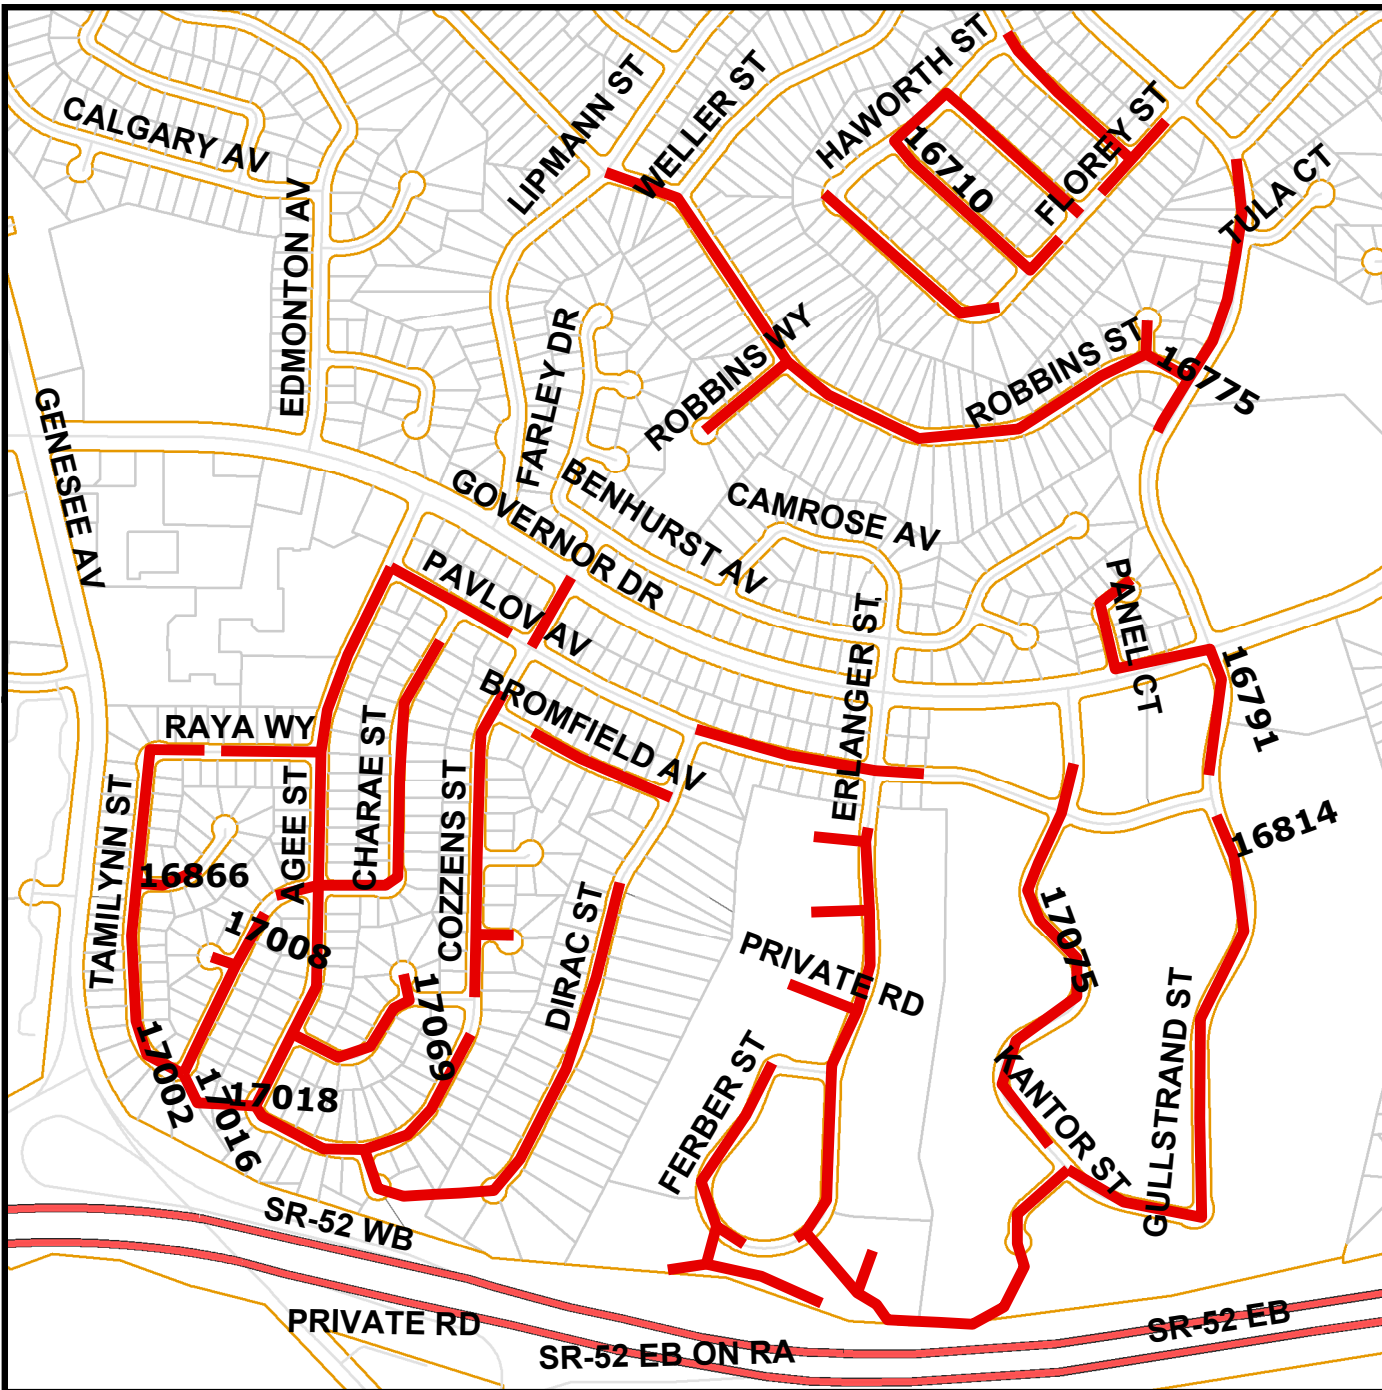 HAWORTH ST
LIPMANN ST
WELLER ST
CALGARY AV
FLOREY ST
16710
TULA CT
EDMONTON AV
FARLEY DR
ROBBINS WY
ROBBINS ST
16775
GENESEE AV
GOVERNOR DR
BENHURST AV
CAMROSE AV
PAVLOV AV
PANEL CT
ERLANGER ST
16791
BROMFIELD AV
RAYA WY
CHARAE ST
AGEE ST
COZZENS ST
TAMILYNN ST
16814
16866
17008
DIRAC ST
17075
PRIVATE RD
17069
GULLSTRAND ST
17002
17016
17018
FERBER ST
KANTOR ST
SR-52 WB
PRIVATE RD
SR-52 EB ON RA
SR-52 EB